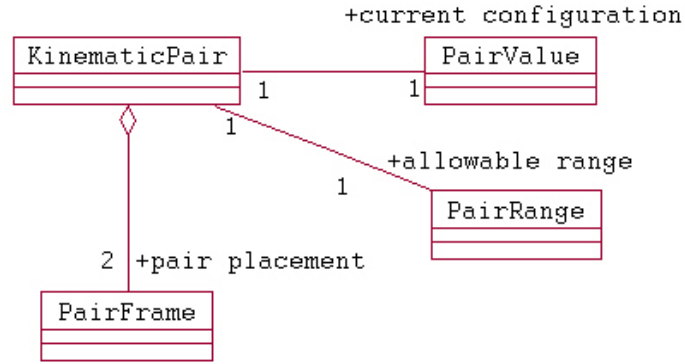 +current configuration
KinematicPair
PairValue
1
1
1
+allowable range
1
PairRange
2 +pair placement
PairFrame